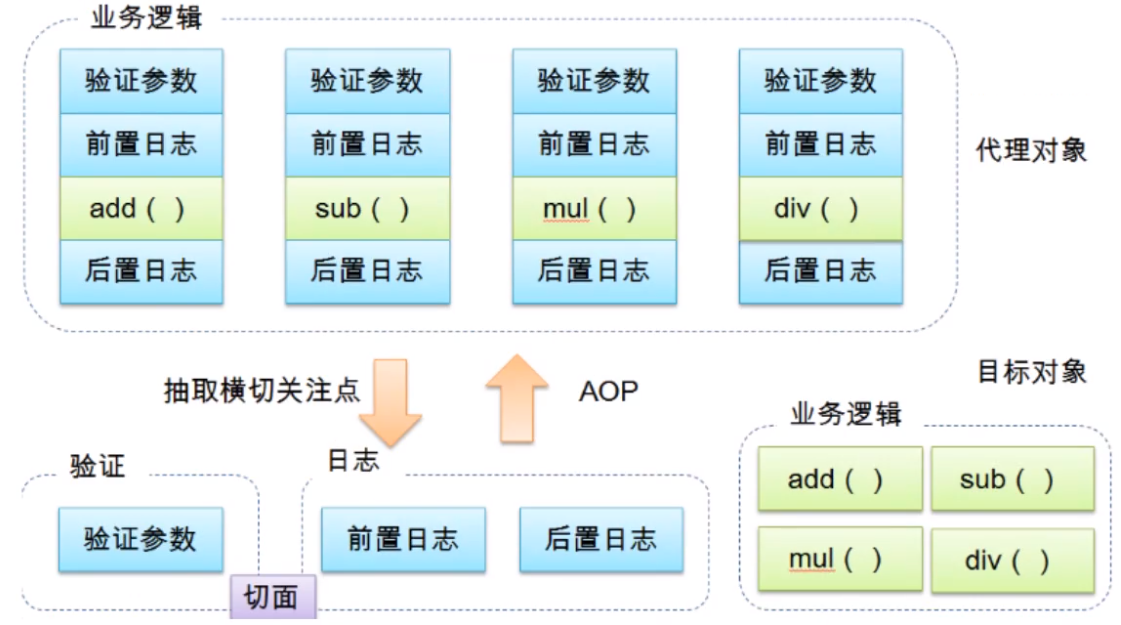 业务逻辑
验证参数 验证参数 验证参数 验证参数
前置日志 前置日志 前置日志 前置日志
代理对象
add ( ) sub ( ) mul ( ) div ( )
后置日志 后置日志 后置日志 后置日志
抽取横切关注点
AOP
目标对象
业务逻辑
验证
日志
add ( ) sub ( )
验证参数
前置日志 后置日志
mul ( ) div ( )
切面